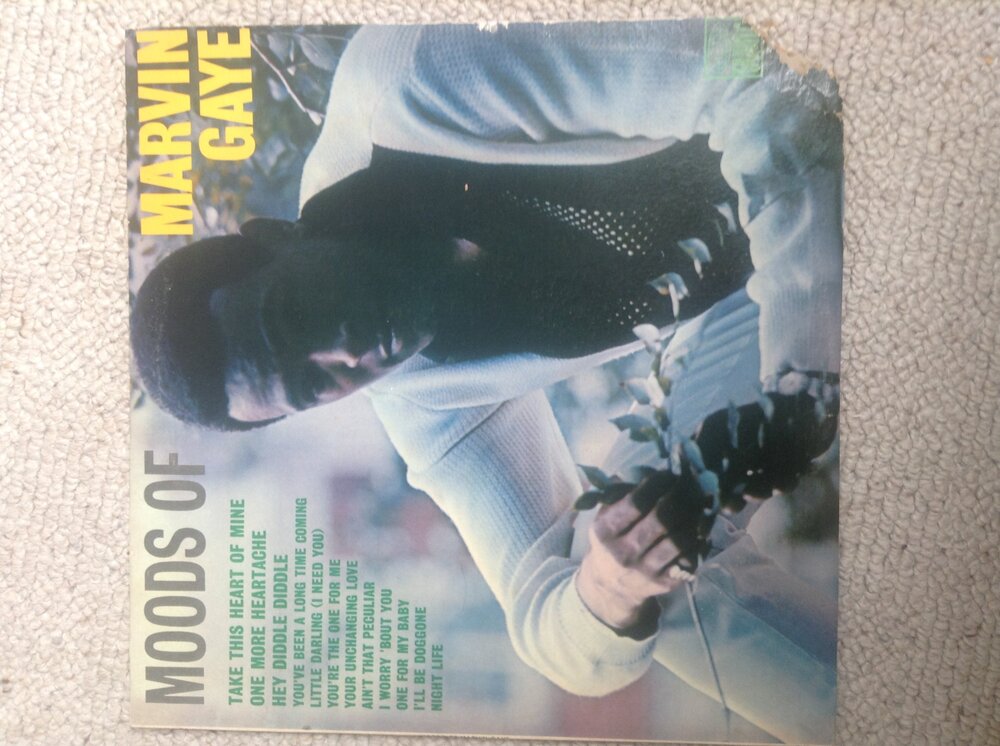 MOODS OF
MARVIN
GAYE
TAKE THIS HEART OF MINE
ONE MORE HEARTACHE
HEY DIDDLE DIDDLE
YOU'VE BEEN A LONG TIME COMING
LITTLE DARLING (I NEED YOU)
YOU'RE THE ONE FOR ME
YOUR UNCHANGING LOVE
AIN'T THAT PECULIAR
I WORRY 'BOUT YOU
ONE FOR MY BABY
I'LL BE DOGGONE
NIGHT LIFE